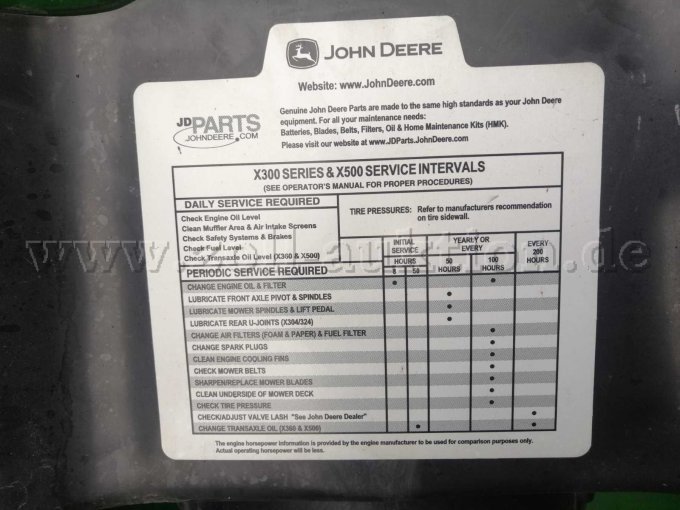 JOHN DEERE
Website: www.JohnDeere.com
JDPARTS
JOHNDEERE.COM
Genuine John Deere Parts are made to the same high standards as your John Deere
equipment. For all your maintenance needs:
Batteries, Blades, Belts, Filters, Oil & Home Maintenance Kits (HMK).
Please visit our website at www.JDParts.JohnDeere.com
X300 SERIES & X500 SERVICE INTERVALS
(SEE OPERATOR'S MANUAL FOR PROPER PROCEDURES)
DAILY SERVICE REQUIRED
Check Engine Oil Level
Clean Muffler Area & Air Intake Screens
Check Safety Systems & Brakes
Check Fuel Level
Check Transaxle Oil Level (X360 & X500)
TIRE PRESSURES: Refer to manufacturers recommendation
on tire sidewall.
PERIODIC SERVICE REQUIRED
INITIAL SERVICE HOURS 8 50
YEARLY OR EVERY 50 HOURS 100 HOURS
EVERY 200 HOURS
CHANGE ENGINE OIL & FILTER • •
LUBRICATE FRONT AXLE PIVOT & SPINDLES •
LUBRICATE MOWER SPINDLES & LIFT PEDAL •
LUBRICATE REAR U-JOINTS (X304/324) •
CHANGE AIR FILTERS (FOAM & PAPER) & FUEL FILTER •
CHANGE SPARK PLUGS •
CLEAN ENGINE COOLING FINS •
CHECK MOWER BELTS •
SHARPEN/REPLACE MOWER BLADES •
CLEAN UNDERSIDE OF MOWER DECK •
CHECK TIRE PRESSURE •
CHECK/ADJUST VALVE LASH "See John Deere Dealer" •
CHANGE TRANSAXLE OIL (X360 & X500) • •
The engine horsepower information is provided by the engine manufacturer to be used for comparison purposes only.
Actual operating horsepower will be less.